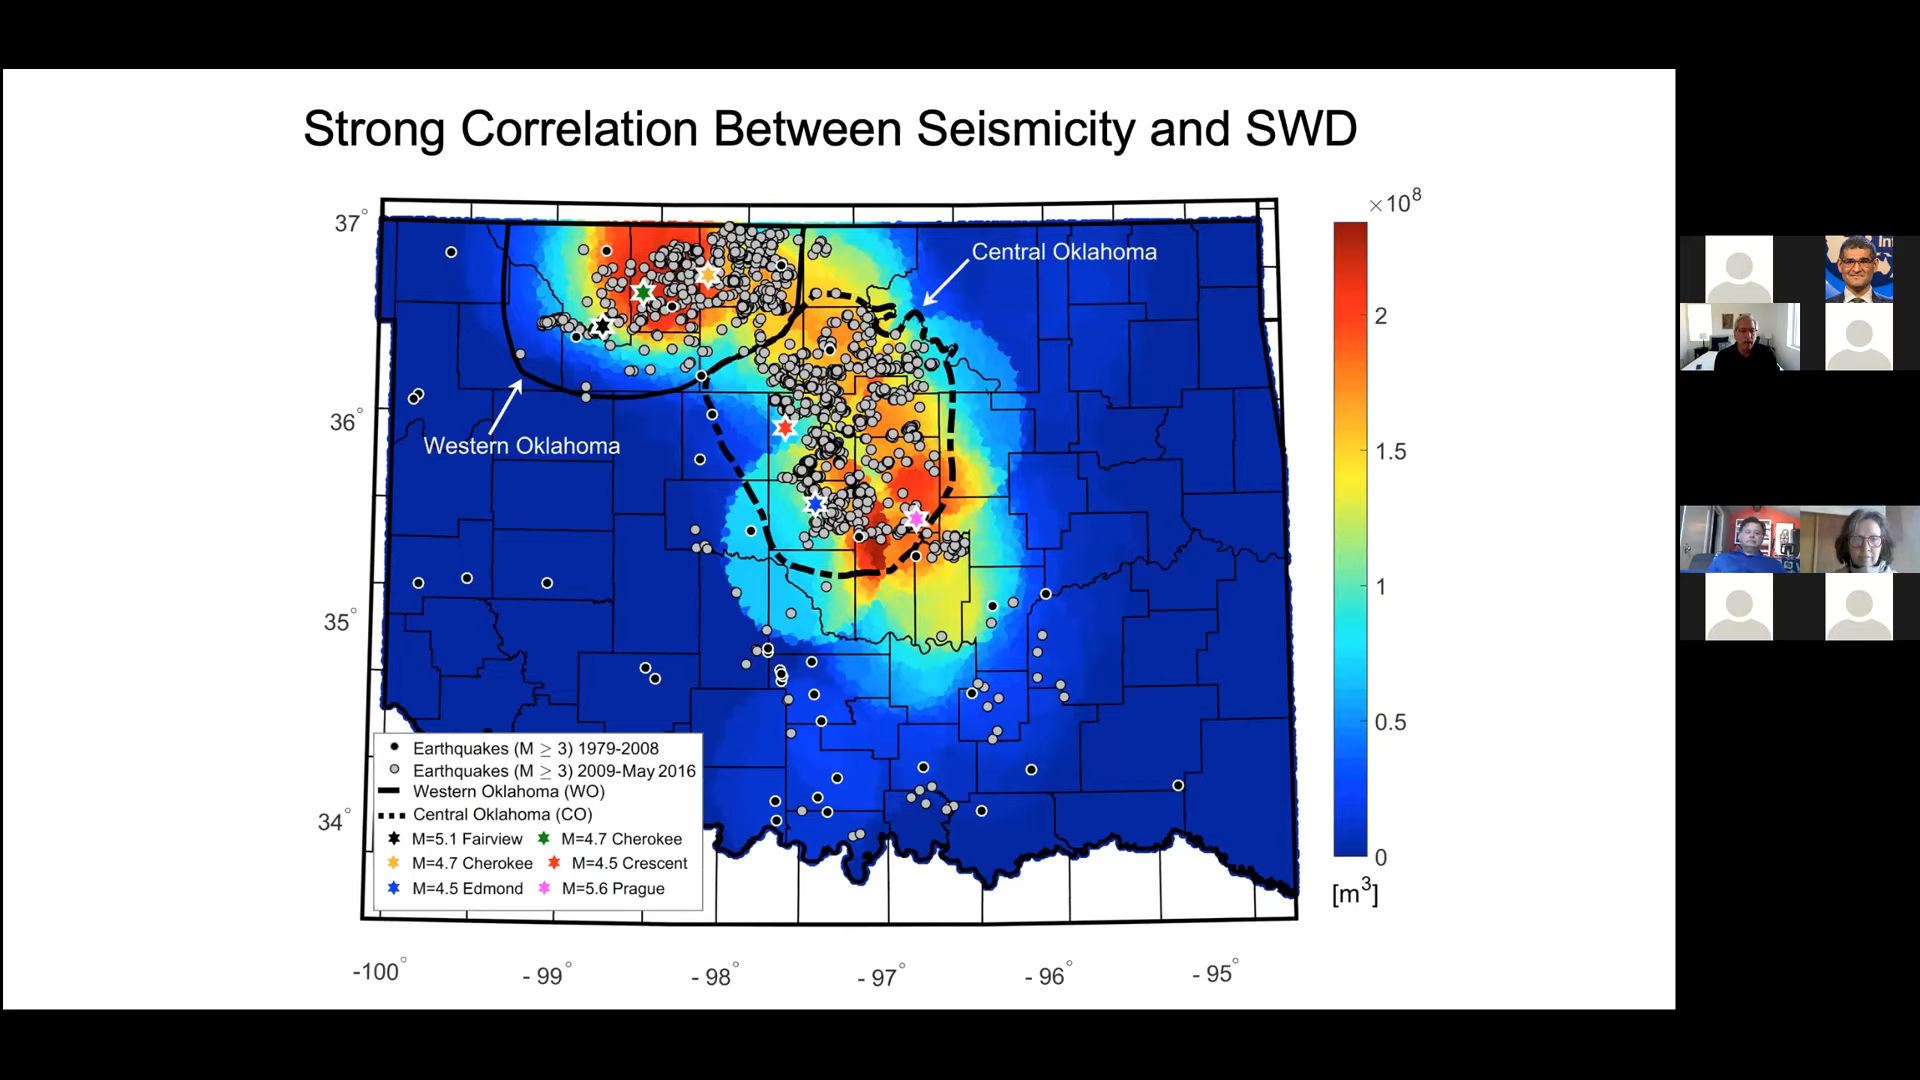 Strong Correlation Between Seismicity and SWD
×10⁸
37°
36°
35°
34°
Central Oklahoma
Western Oklahoma
2
1.5
1
0.5
0
[m³]
Earthquakes (M ≥ 3) 1979-2008
Earthquakes (M ≥ 3) 2009-May 2016
Western Oklahoma (WO)
Central Oklahoma (CO)
M=5.1 Fairview M=4.7 Cherokee
M=4.7 Cherokee M=4.5 Crescent
M=4.5 Edmond M=5.6 Prague
-100° - 99° - 98° - 97° - 96° - 95°
Int